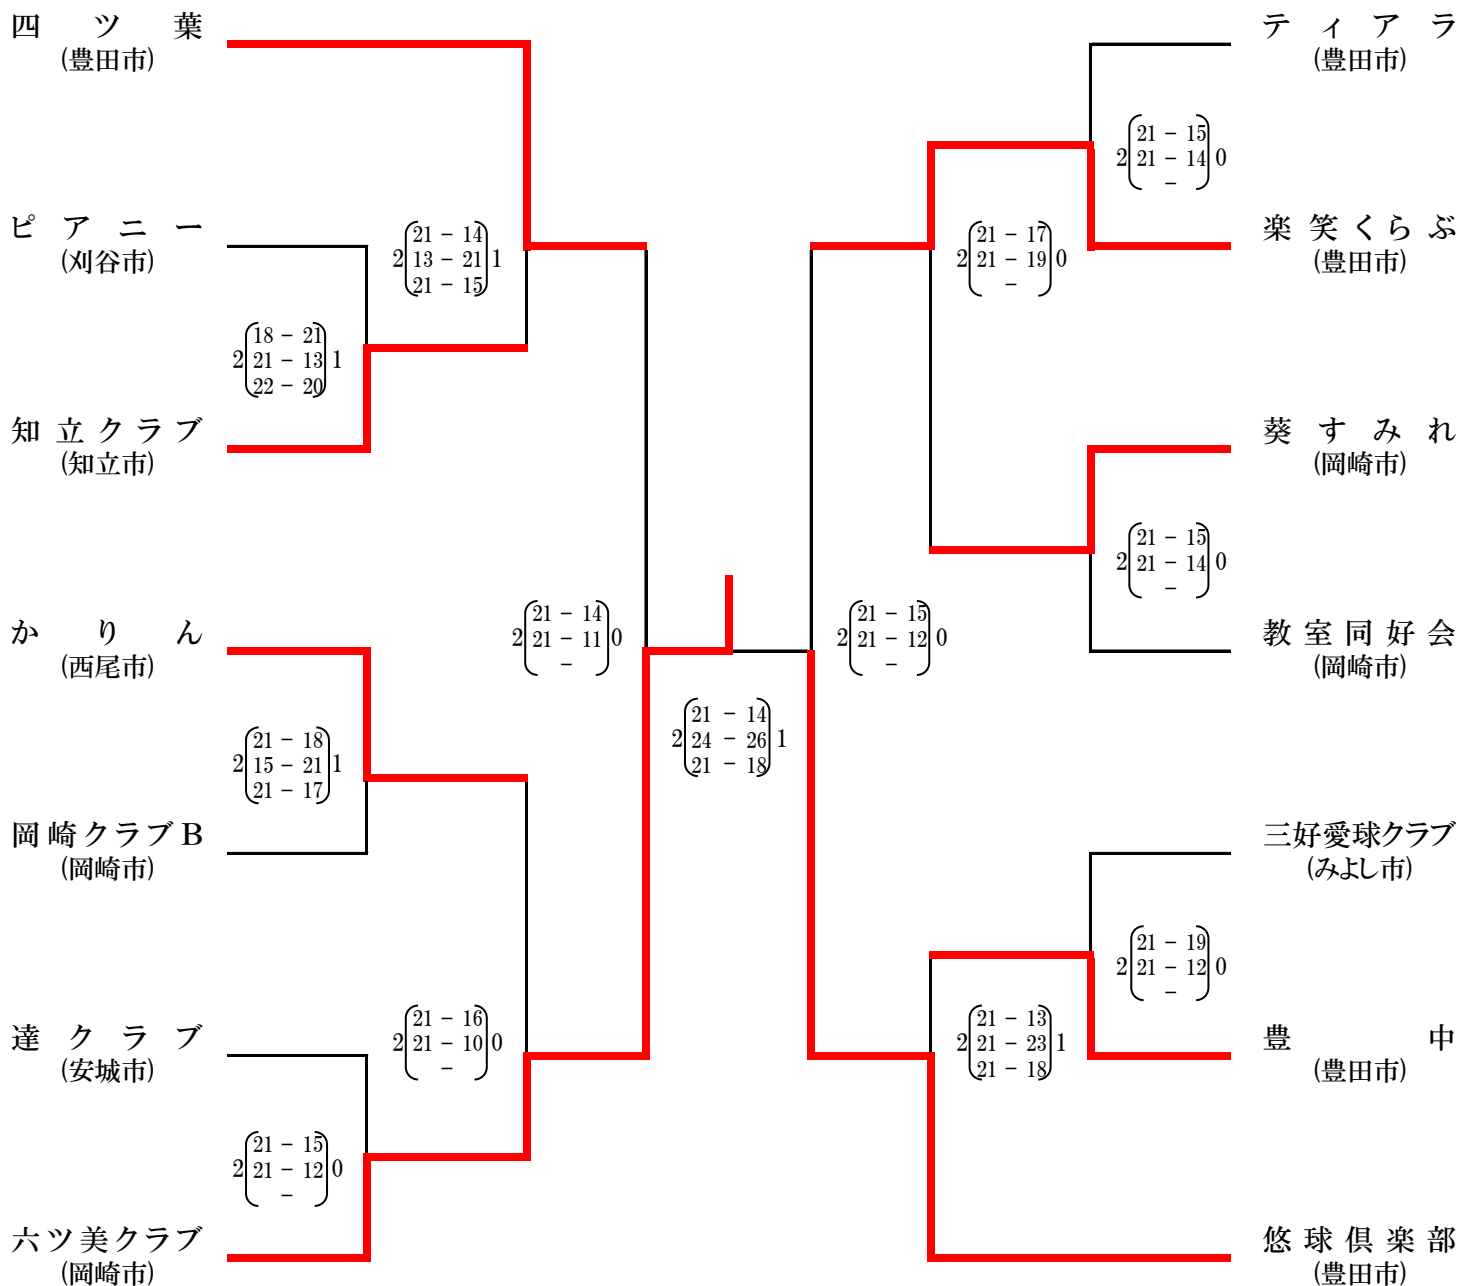 四ツ葉
(豊田市)
ピアニー
(刈谷市)
知立クラブ
(知立市)
かりん
(西尾市)
岡崎クラブB
(岡崎市)
達クラブ
(安城市)
六ツ美クラブ
(岡崎市)
21 － 14
2 13 － 21 1
21 － 15
18 － 21
2 21 － 13 1
22 － 20
21 － 18
2 15 － 21 1
21 － 17
21 － 16
2 21 － 10 0
－
21 － 15
2 21 － 12 0
－
21 － 14
2 21 － 11 0
－
21 － 14
2 24 － 26 1
21 － 18
21 － 15
2 21 － 12 0
－
ティアラ
(豊田市)
21 － 15
2 21 － 14 0
－
楽笑くらぶ
(豊田市)
21 － 17
2 21 － 19 0
－
葵すみれ
(岡崎市)
21 － 15
2 21 － 14 0
－
教室同好会
(岡崎市)
三好愛球クラブ
(みよし市)
21 － 19
2 21 － 12 0
－
豊中
(豊田市)
21 － 13
2 21 － 23 1
21 － 18
悠球倶楽部
(豊田市)